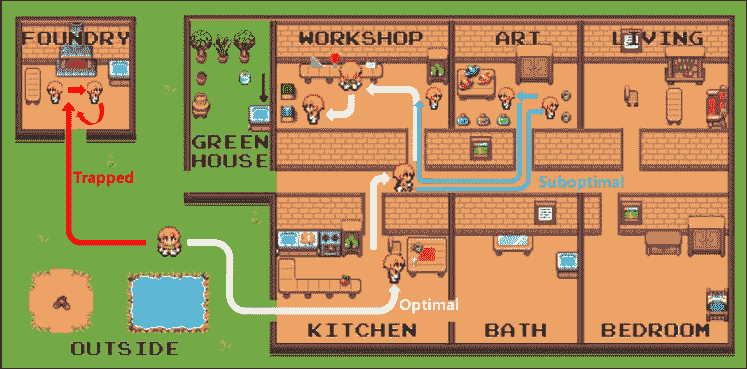 FOUNDRY
WORKSHOP
ART
LIVING
GREEN
HOUSE
Trapped
Suboptimal
Optimal
OUTSIDE
KITCHEN
BATH
BEDROOM